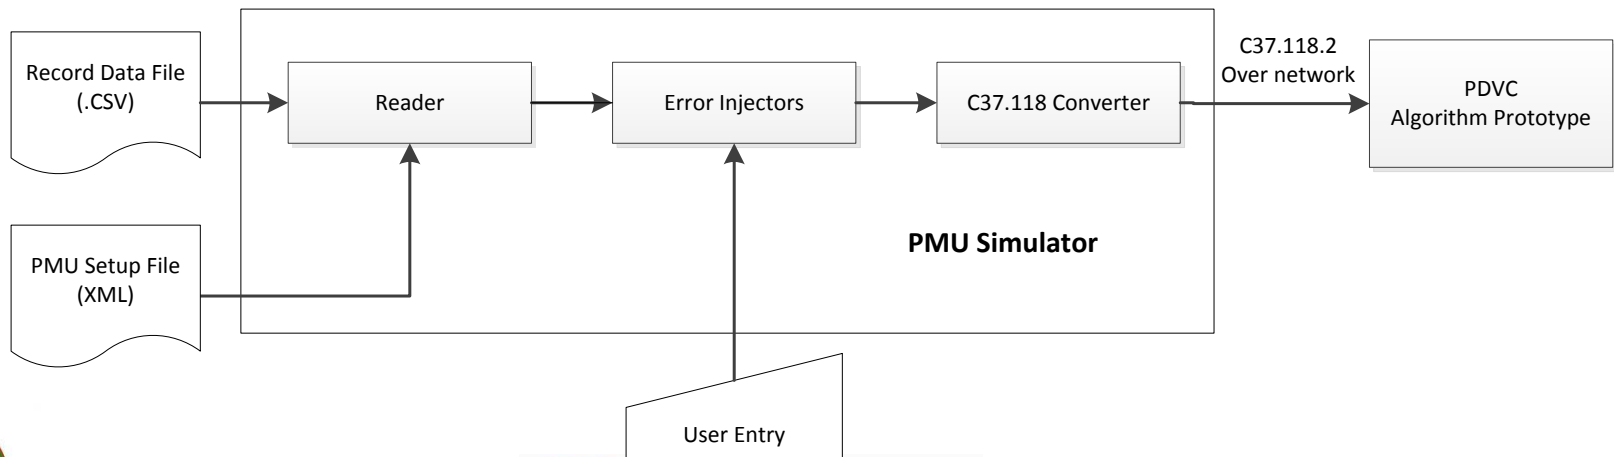 Record Data File
(.CSV)
Reader
Error Injectors
C37.118 Converter
C37.118.2
Over network
PDVC
Algorithm Prototype
PMU Setup File
(XML)
PMU Simulator
User Entry